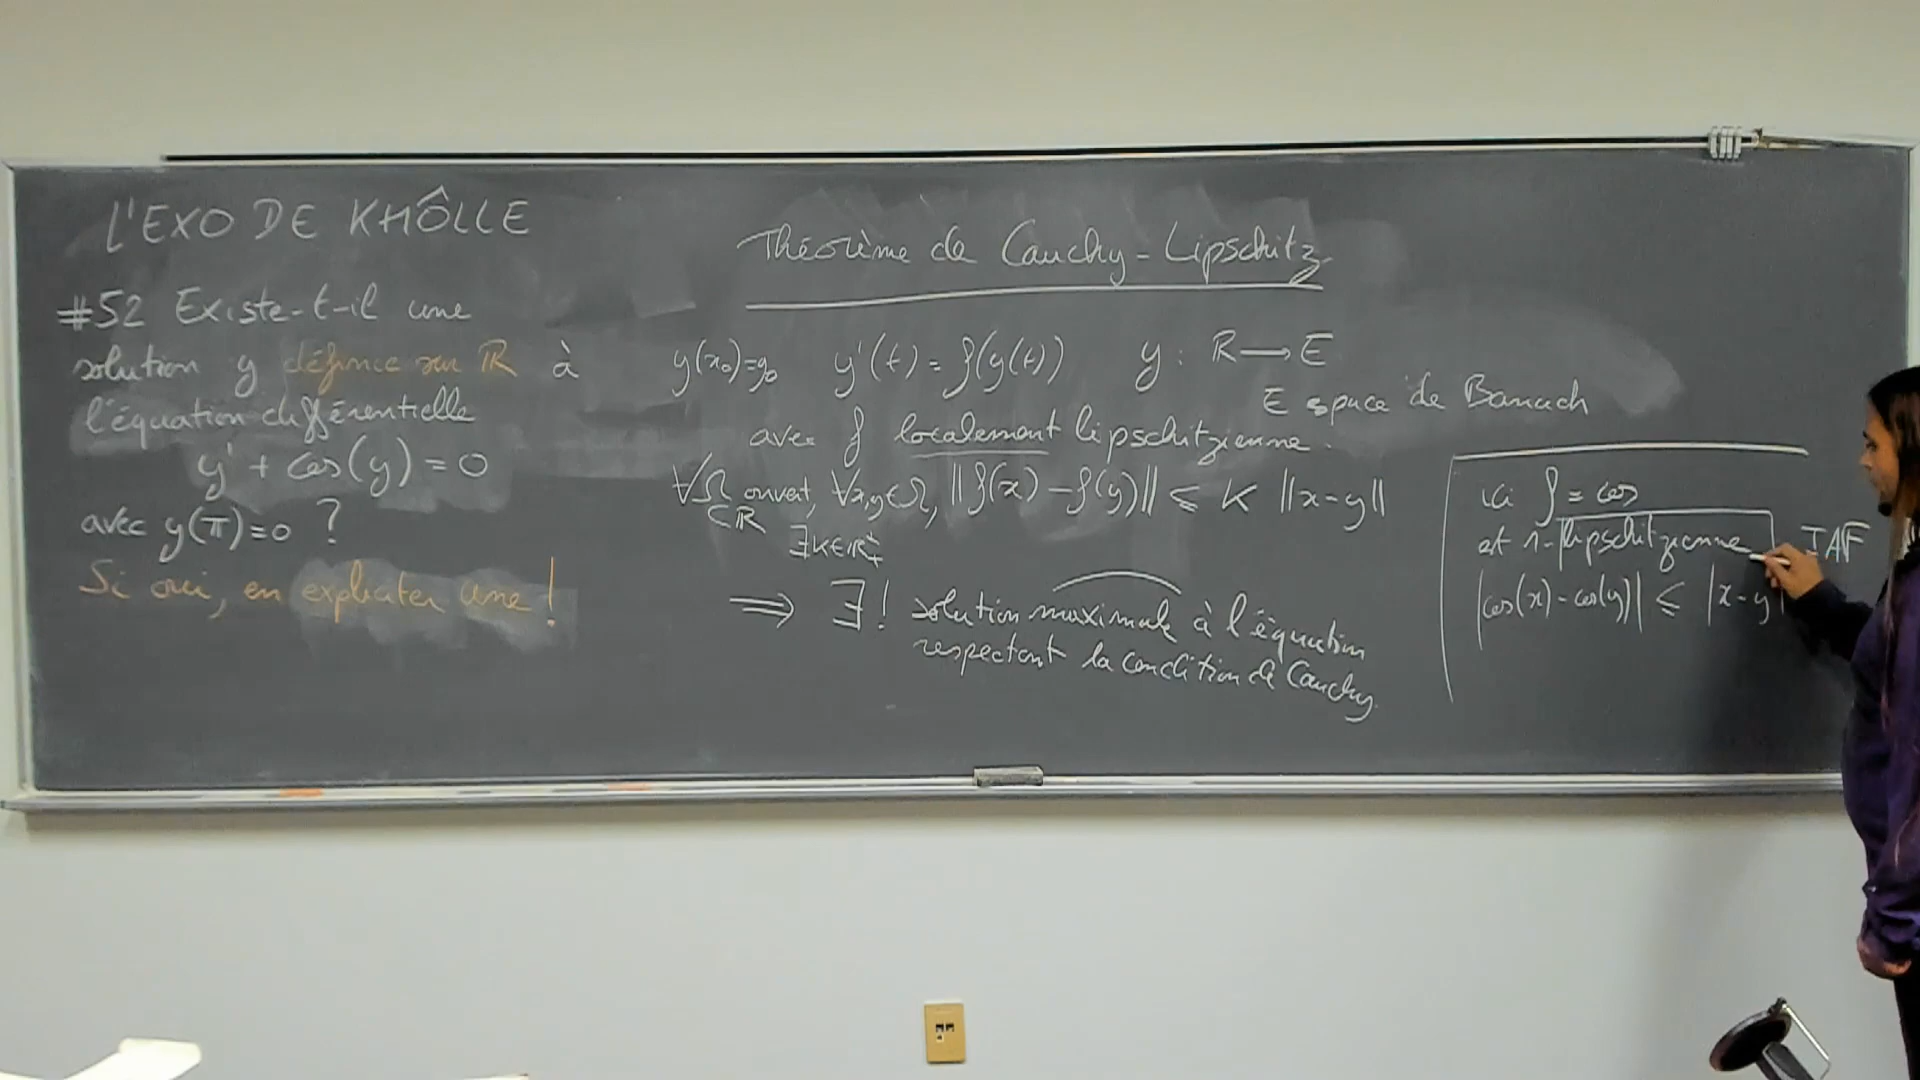 L'EXO DE KHÔLLE
#52 Existe-t-il une
solution y définie sur ℝ à
l'équation différentielle
y' + cos(y) = 0
avec y(π)=0 ?
Si oui, en expliciter une !
Théorème de Cauchy-Lipschitz
y(x₀)=y₀ y'(t) = f(y(t)) y : ℝ → E
E espace de Banach
avec f localement lipschitzienne.
∀Ω ouvert, ∀x,y∈Ω, ||f(x) - f(y)|| ≤ K ||x-y||
⊂ℝ ∃K∈ℝ₊*
⟹ ∃! solution maximale à l'équation
respectant la condition de Cauchy.
ici f = cos
et 1-lipschitzienne IAF
|cos(x) - cos(y)| ≤ |x-y|